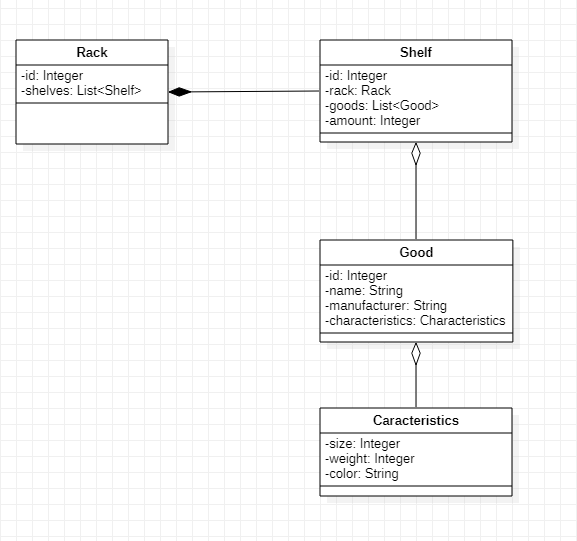 Rack
-id: Integer
-shelves: List<Shelf>
Shelf
-id: Integer
-rack: Rack
-goods: List<Good>
-amount: Integer
Good
-id: Integer
-name: String
-manufacturer: String
-characteristics: Characteristics
Caracteristics
-size: Integer
-weight: Integer
-color: String